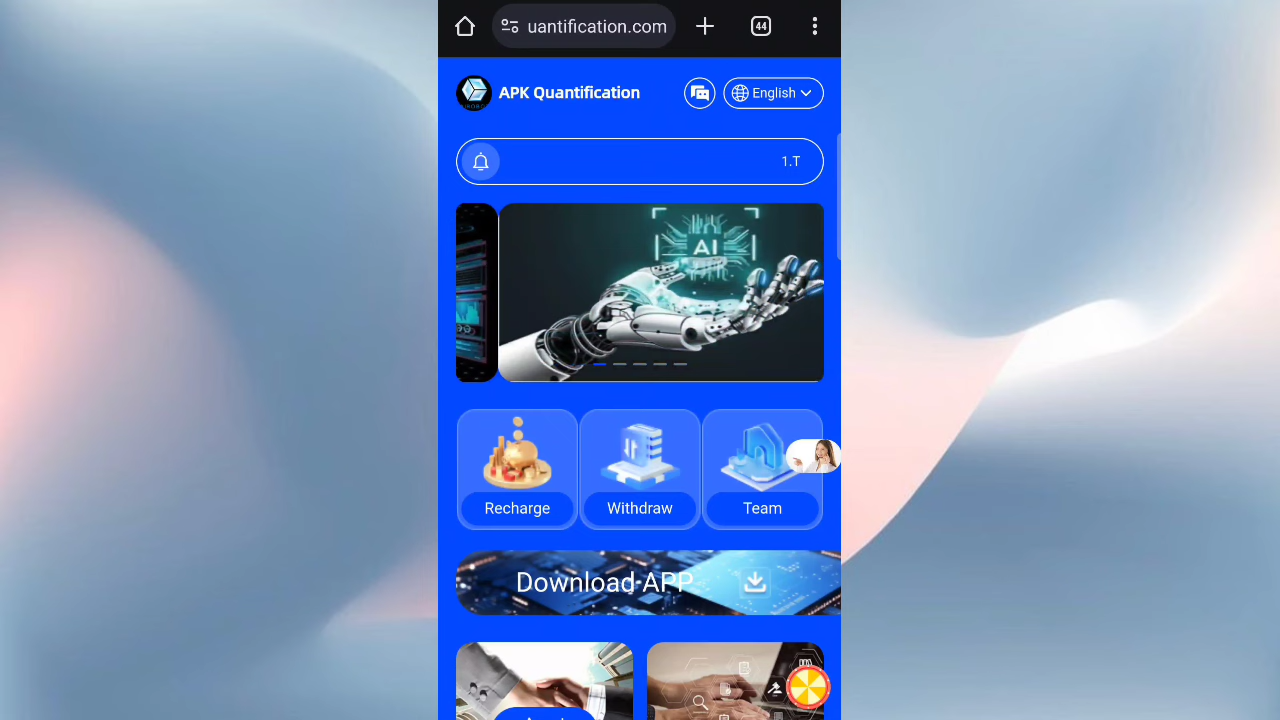 uantification.com
44
APK Quantification
English
1.T
AI
Recharge
Withdraw
Team
Download APP